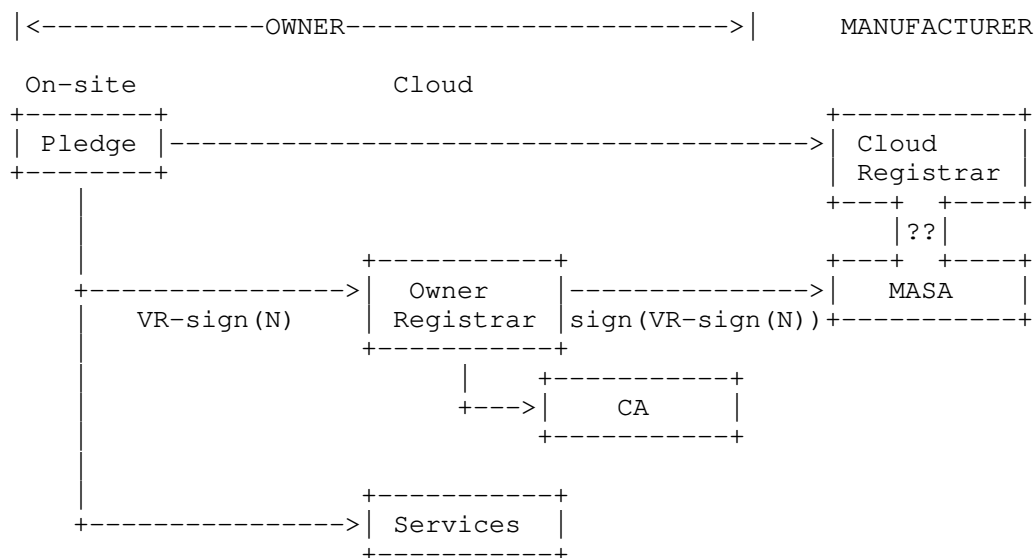 |<--------------OWNER------------------------>|     MANUFACTURER
On-site                Cloud
Pledge
Cloud
Registrar
??
Owner
Registrar
MASA
VR-sign(N)
sign(VR-sign(N))
CA
Services